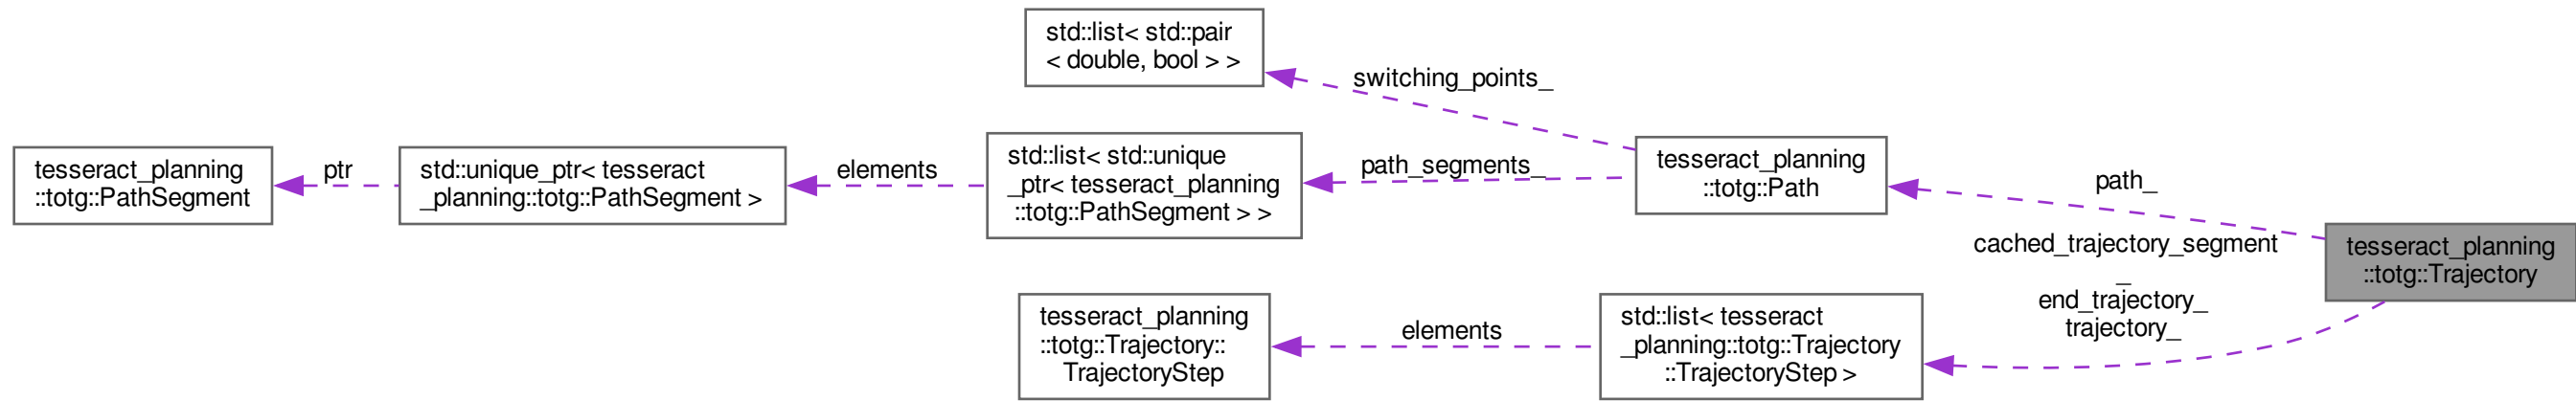 std::list< std::pair
< double, bool > >
switching_points_
tesseract_planning
::totg::PathSegment
ptr
std::unique_ptr< tesseract
_planning::totg::PathSegment >
elements
std::list< std::unique
_ptr< tesseract_planning
::totg::PathSegment > >
path_segments_
tesseract_planning
::totg::Path
path_
cached_trajectory_segment
_
end_trajectory_
trajectory_
tesseract_planning
::totg::Trajectory
tesseract_planning
::totg::Trajectory::
TrajectoryStep
elements
std::list< tesseract
_planning::totg::Trajectory
::TrajectoryStep >